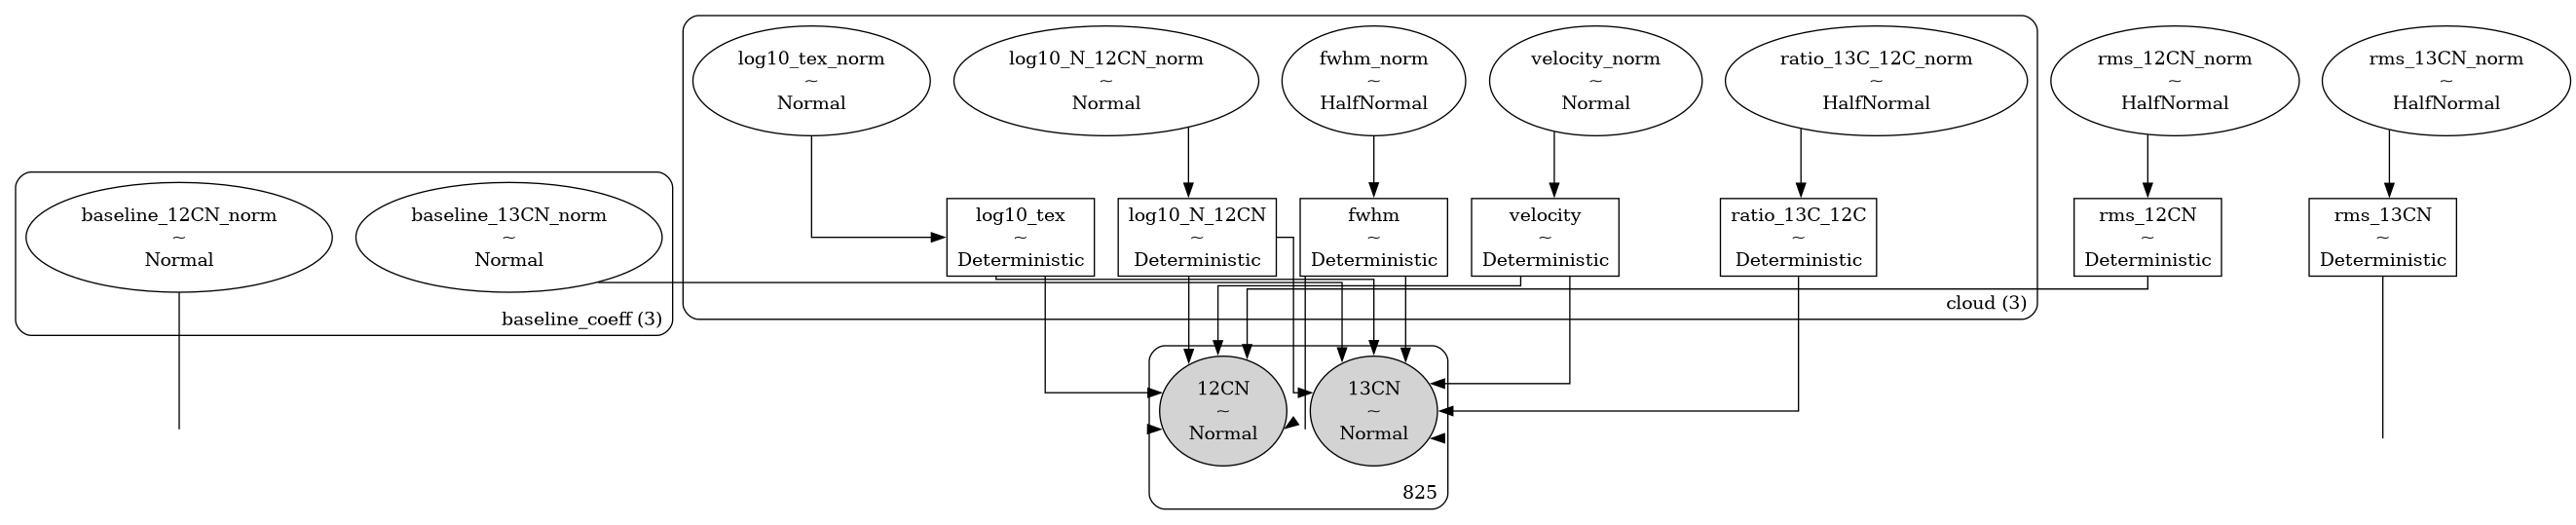 log10_tex_norm
~
Normal
log10_N_12CN_norm
~
Normal
fwhm_norm
~
HalfNormal
velocity_norm
~
Normal
ratio_13C_12C_norm
~
HalfNormal
rms_12CN_norm
~
HalfNormal
rms_13CN_norm
~
HalfNormal
baseline_12CN_norm
~
Normal
baseline_13CN_norm
~
Normal
log10_tex
~
Deterministic
log10_N_12CN
~
Deterministic
fwhm
~
Deterministic
velocity
~
Deterministic
ratio_13C_12C
~
Deterministic
rms_12CN
~
Deterministic
rms_13CN
~
Deterministic
baseline_coeff (3)
cloud (3)
12CN
~
Normal
13CN
~
Normal
825